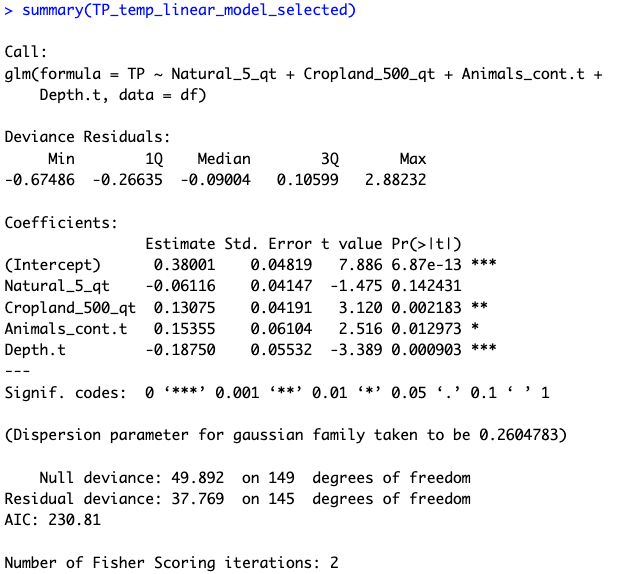 > summary(TP_temp_linear_model_selected)
Call:
glm(formula = TP ~ Natural_5_qt + Cropland_500_qt + Animals_cont.t +
    Depth.t, data = df)
Deviance Residuals:
     Min        1Q    Median        3Q       Max
-0.67486  -0.26635  -0.09004   0.10599   2.88232
Coefficients:
                Estimate Std. Error t value Pr(>|t|)
(Intercept)      0.38001    0.04819   7.886 6.87e-13 ***
Natural_5_qt    -0.06116    0.04147  -1.475 0.142431
Cropland_500_qt  0.13075    0.04191   3.120 0.002183 **
Animals_cont.t   0.15355    0.06104   2.516 0.012973 *
Depth.t         -0.18750    0.05532  -3.389 0.000903 ***
---
Signif. codes:  0 ‘***’ 0.001 ‘**’ 0.01 ‘*’ 0.05 ‘.’ 0.1 ‘ ’ 1
(Dispersion parameter for gaussian family taken to be 0.2604783)
    Null deviance: 49.892  on 149  degrees of freedom
Residual deviance: 37.769  on 145  degrees of freedom
AIC: 230.81
Number of Fisher Scoring iterations: 2